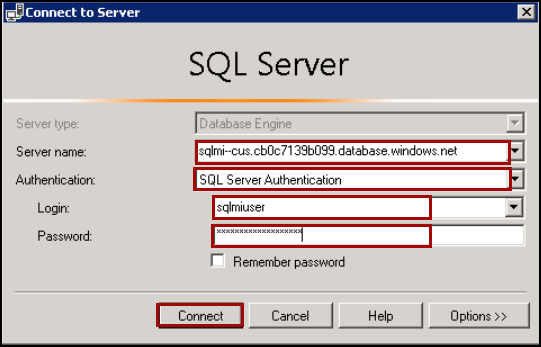 Connect to Server
SQL Server
Server type: Database Engine
Server name: sqlmi--cus.cb0c7139b099.database.windows.net
Authentication: SQL Server Authentication
Login: sqlmiuser
Password: *******************
Remember password
Connect Cancel Help Options >>